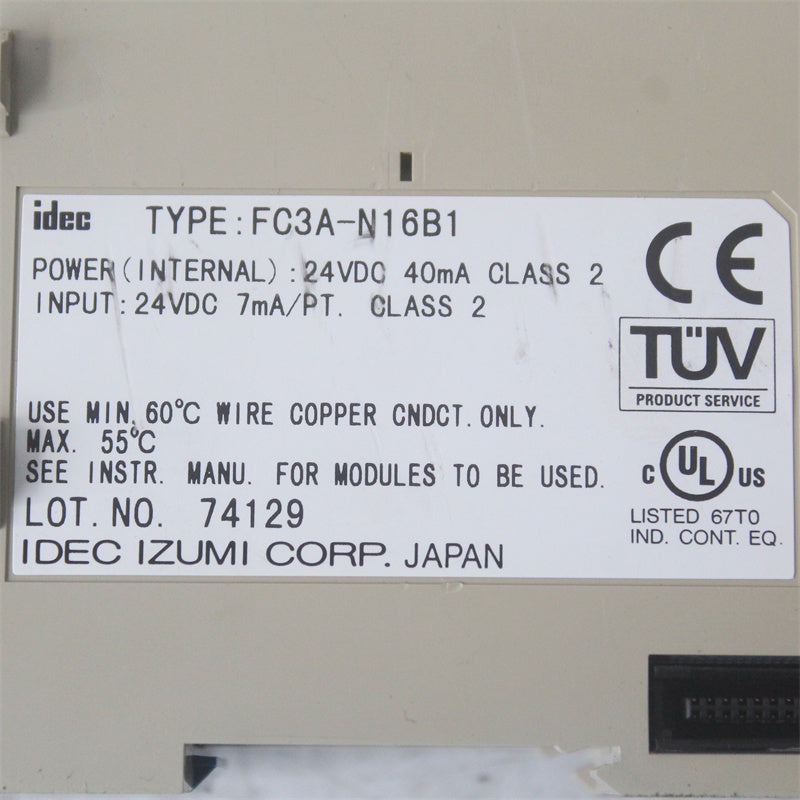 idec TYPE: FC3A-N16B1
POWER(INTERNAL):24VDC 40mA CLASS 2
INPUT:24VDC 7mA/PT. CLASS 2
CE
TÜV
PRODUCT SERVICE
USE MIN. 60°C WIRE COPPER CNDCT. ONLY.
MAX. 55°C
SEE INSTR. MANU. FOR MODULES TO BE USED.
C UL US
LOT. NO. 74129
LISTED 67T0
IND. CONT. EQ.
IDEC IZUMI CORP. JAPAN